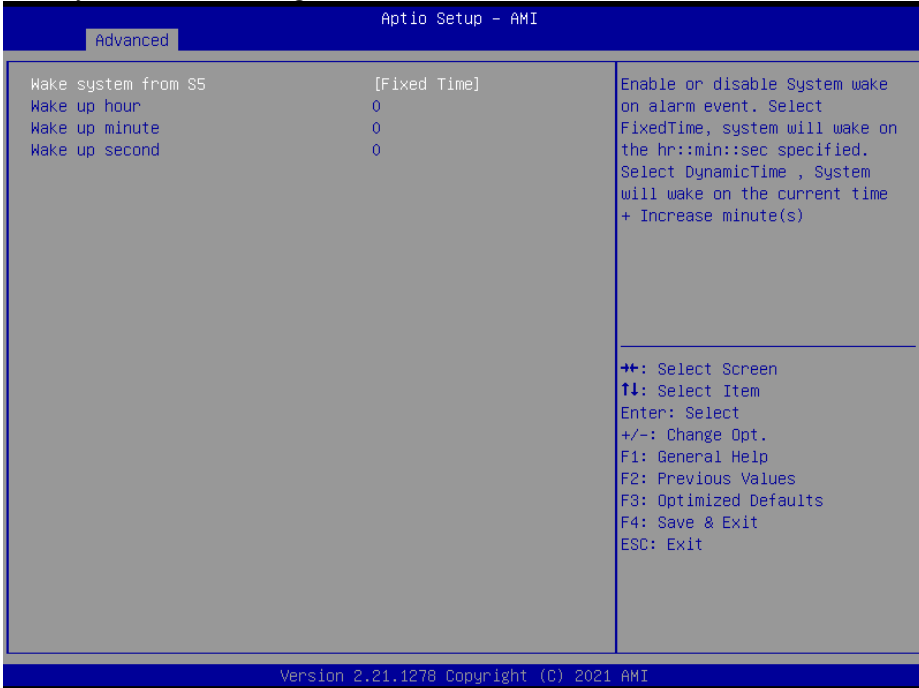 Aptio Setup - AMI
Advanced
Wake system from S5 [Fixed Time]
Wake up hour 0
Wake up minute 0
Wake up second 0
Enable or disable System wake
on alarm event. Select
FixedTime, system will wake on
the hr::min::sec specified.
Select DynamicTime , System
will wake on the current time
+ Increase minute(s)
→←: Select Screen
↑↓: Select Item
Enter: Select
+/-: Change Opt.
F1: General Help
F2: Previous Values
F3: Optimized Defaults
F4: Save & Exit
ESC: Exit
Version 2.21.1278 Copyright (C) 2021 AMI